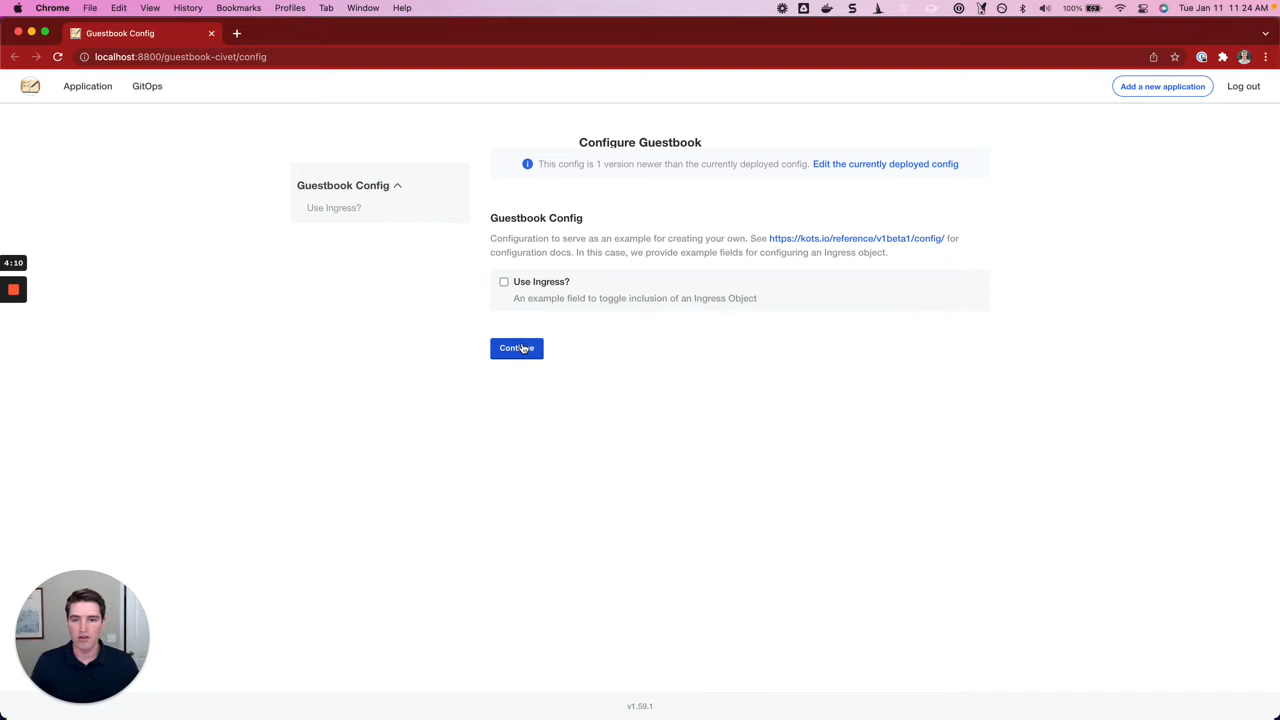 Chrome File Edit View History Bookmarks Profiles Tab Window Help 100% Tue Jan 11 11:24 AM
Guestbook Config
localhost:8800/guestbook-civet/config
Application GitOps Add a new application Log out
Configure Guestbook
This config is 1 version newer than the currently deployed config. Edit the currently deployed config
Guestbook Config
Use Ingress?
Guestbook Config
Configuration to serve as an example for creating your own. See https://kots.io/reference/v1beta1/config/ for
configuration docs. In this case, we provide example fields for configuring an Ingress object.
Use Ingress?
An example field to toggle inclusion of an Ingress Object
Continue
4:10
v1.59.1